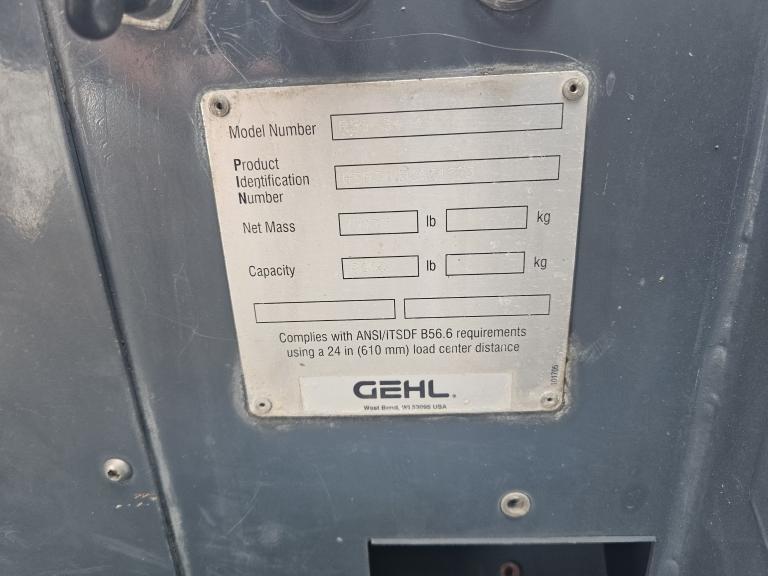 Model Number
Product
Identification
Number
Net Mass lb kg
Capacity lb kg
Complies with ANSI/ITSDF B56.6 requirements
using a 24 in (610 mm) load center distance
GEHL
West Bend, WI 53095 USA
101705